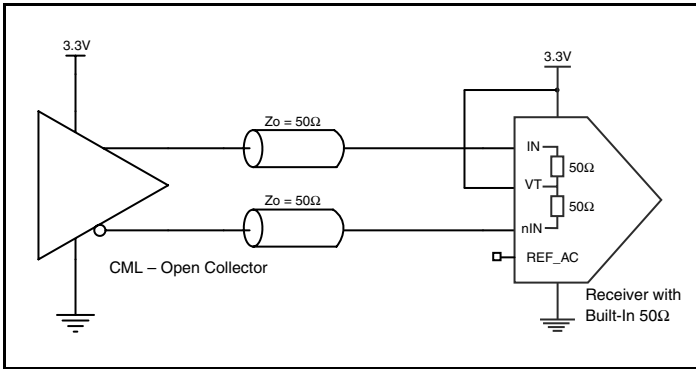 3.3V
3.3V
Zo = 50Ω
IN
50Ω
VT
Zo = 50Ω
50Ω
nIN
REF_AC
CML – Open Collector
Receiver with
Built-In 50Ω